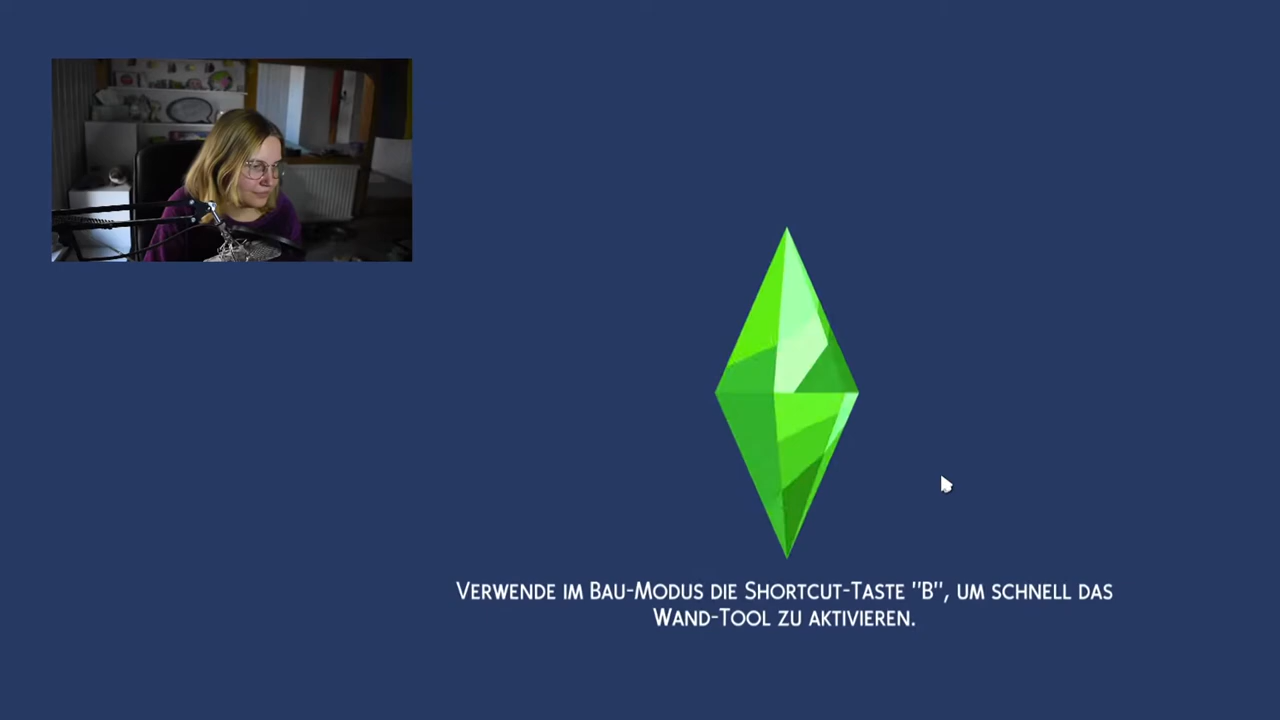 Verwende im Bau-Modus die Shortcut-Taste "B", um schnell das
Wand-Tool zu aktivieren.